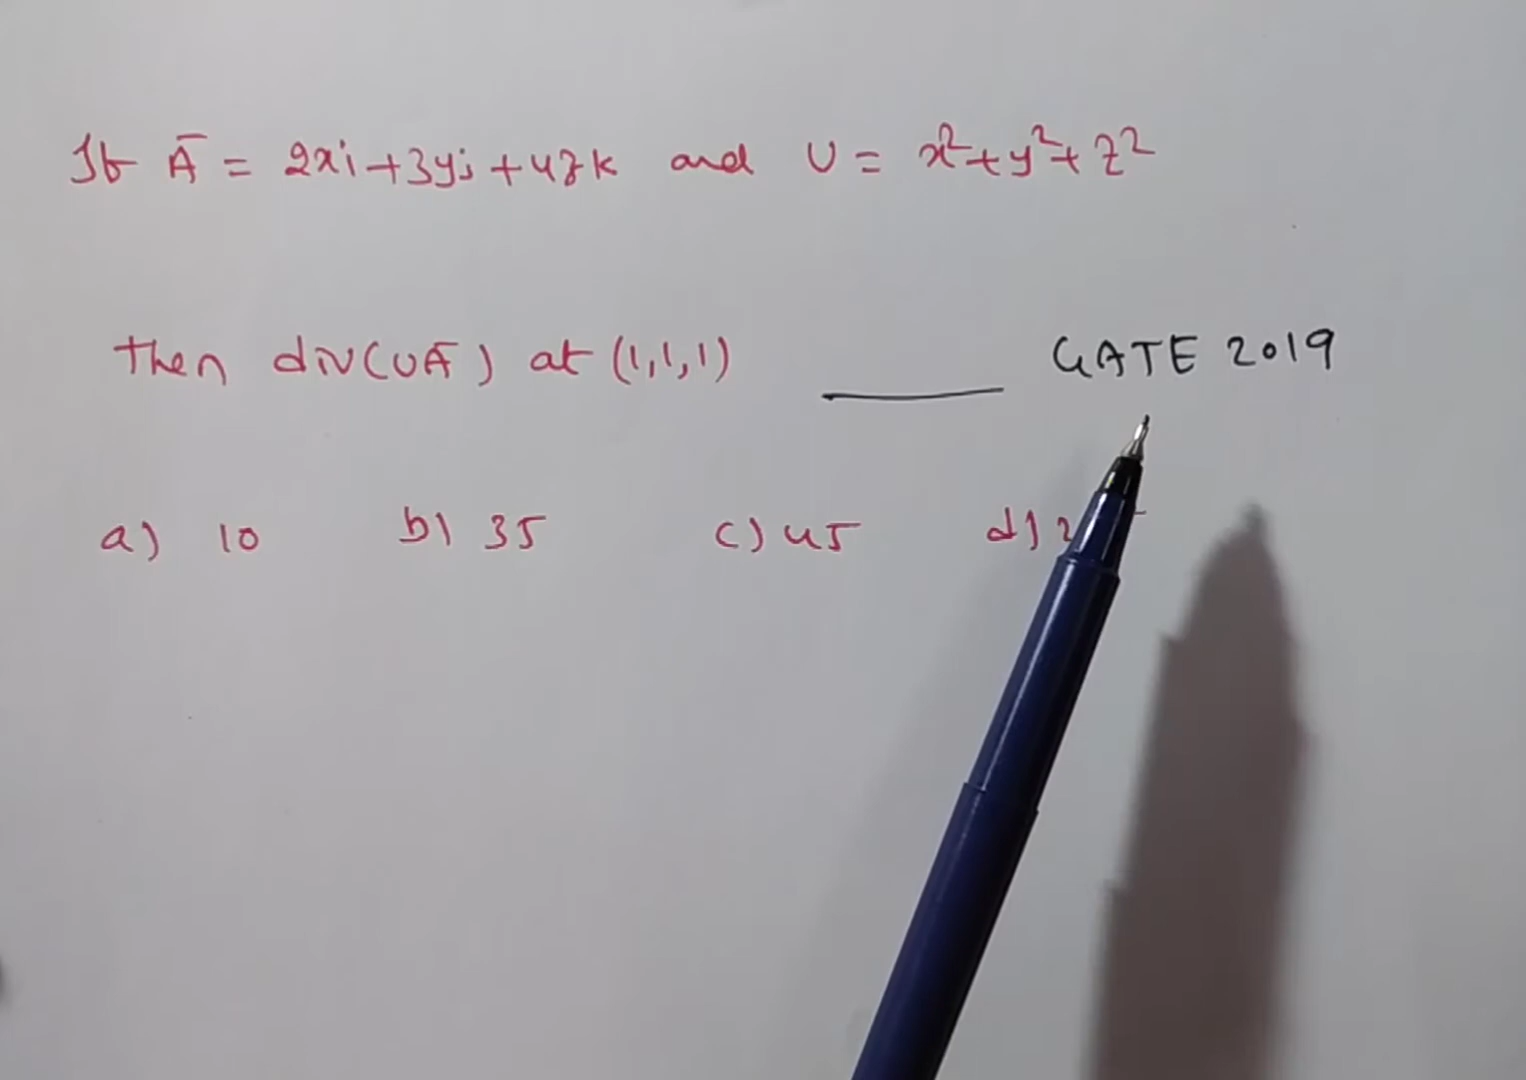 If Ā = 2xi+3yj+4zk and U = x²+y²+z²
Then div(UĀ) at (1,1,1) ______ GATE 2019
a) 10 b) 35 c) 45 d)